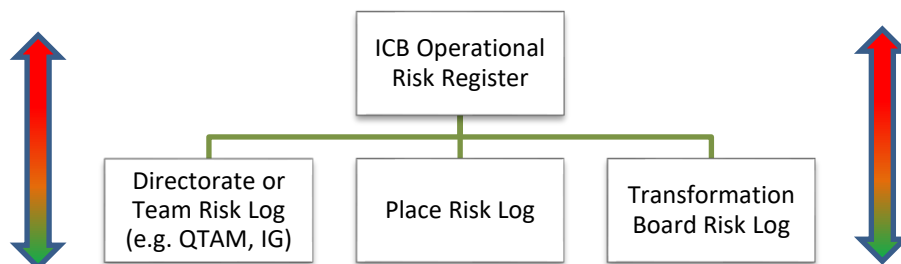 ICB Operational
Risk Register
Directorate or
Team Risk Log
(e.g. QTAM, IG)
Place Risk Log
Transformation
Board Risk Log